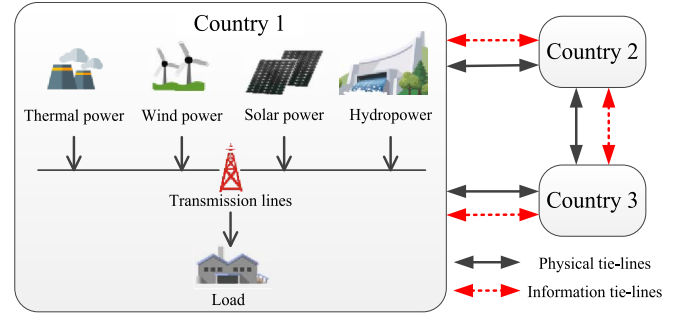 Country 1
Thermal power
Wind power
Solar power
Hydropower
Transmission lines
Load
Country 2
Country 3
Physical tie-lines
Information tie-lines